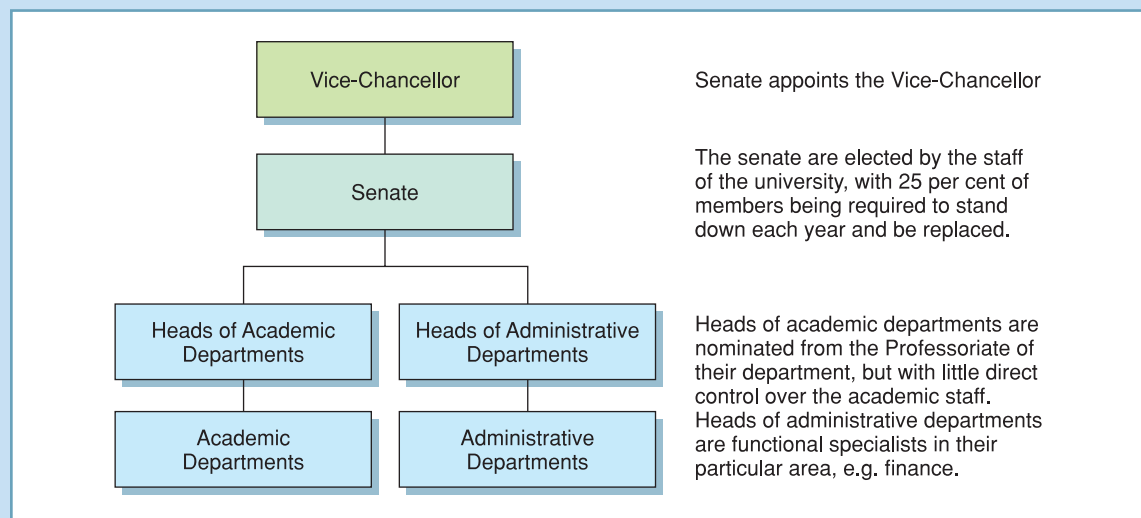 Vice-Chancellor
Senate appoints the Vice-Chancellor
Senate
The senate are elected by the staff
of the university, with 25 per cent of
members being required to stand
down each year and be replaced.
Heads of Academic
Departments
Heads of Administrative
Departments
Academic
Departments
Administrative
Departments
Heads of academic departments are
nominated from the Professoriate of
their department, but with little direct
control over the academic staff.
Heads of administrative departments
are functional specialists in their
particular area, e.g. finance.